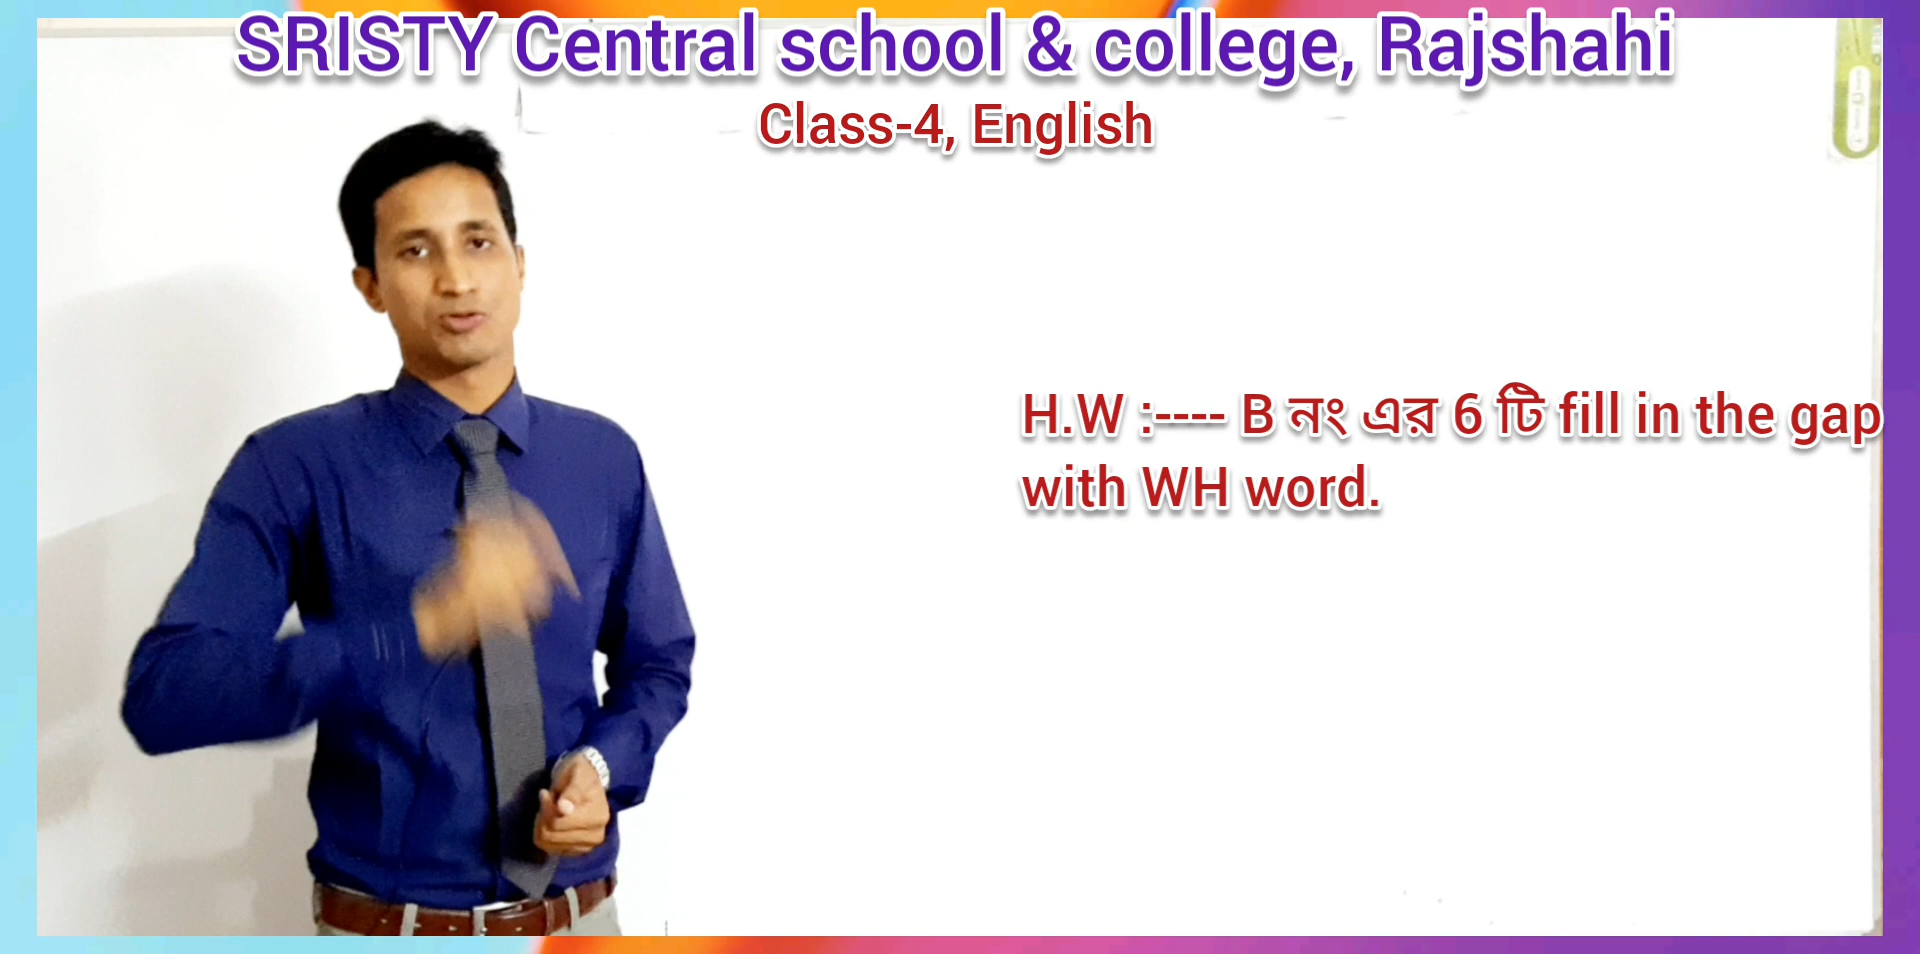 SRISTY Central school & college, Rajshahi
Class-4, English
H.W :---- B নং এর 6 টি fill in the gap
with WH word.